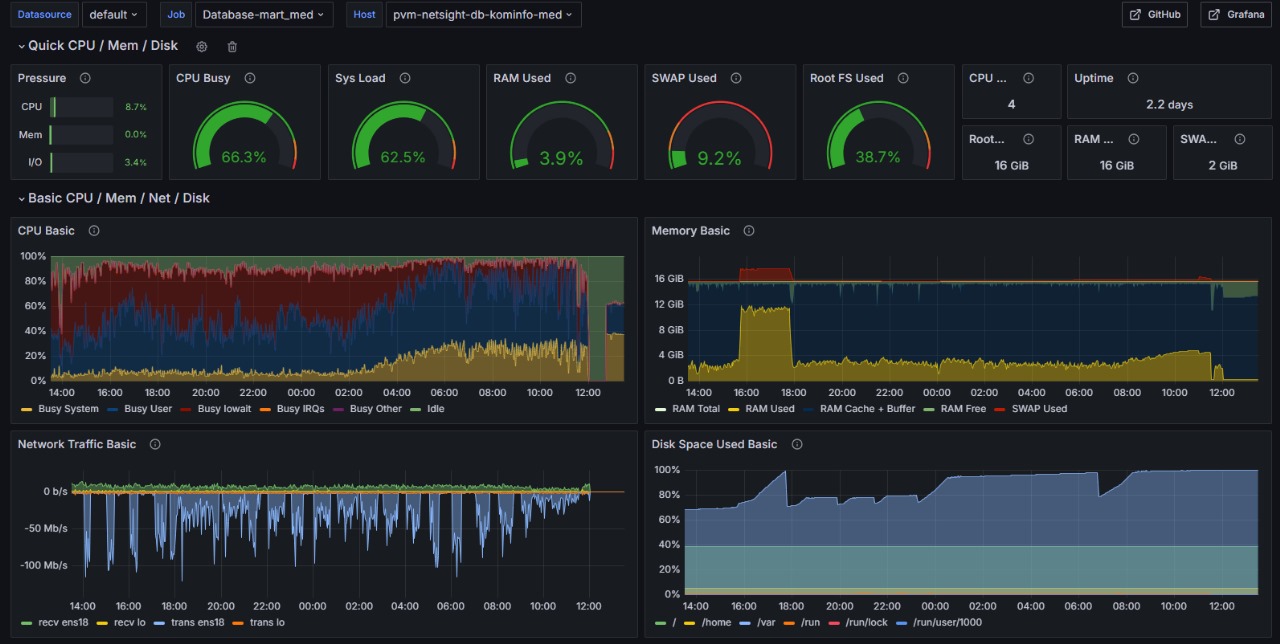 Datasource default Job Database-mart_med Host pvm-netsight-db-kominfo-med GitHub Grafana
Quick CPU / Mem / Disk
Pressure
CPU 8.7%
Mem 0.0%
I/O 3.4%
CPU Busy
66.3%
Sys Load
62.5%
RAM Used
3.9%
SWAP Used
9.2%
Root FS Used
38.7%
CPU ...
4
Uptime
2.2 days
Root...
16 GiB
RAM ...
16 GiB
SWA...
2 GiB
Basic CPU / Mem / Net / Disk
CPU Basic
100%
80%
60%
40%
20%
0%
14:00 16:00 18:00 20:00 22:00 00:00 02:00 04:00 06:00 08:00 10:00 12:00
Busy System Busy User Busy Iowait Busy IRQs Busy Other Idle
Memory Basic
16 GiB
12 GiB
8 GiB
4 GiB
0 B
14:00 16:00 18:00 20:00 22:00 00:00 02:00 04:00 06:00 08:00 10:00 12:00
RAM Total RAM Used RAM Cache + Buffer RAM Free SWAP Used
Network Traffic Basic
0 b/s
-50 Mb/s
-100 Mb/s
14:00 16:00 18:00 20:00 22:00 00:00 02:00 04:00 06:00 08:00 10:00 12:00
recv ens18 recv lo trans ens18 trans lo
Disk Space Used Basic
100%
80%
60%
40%
20%
0%
14:00 16:00 18:00 20:00 22:00 00:00 02:00 04:00 06:00 08:00 10:00 12:00
/ /home /var /run /run/lock /run/user/1000